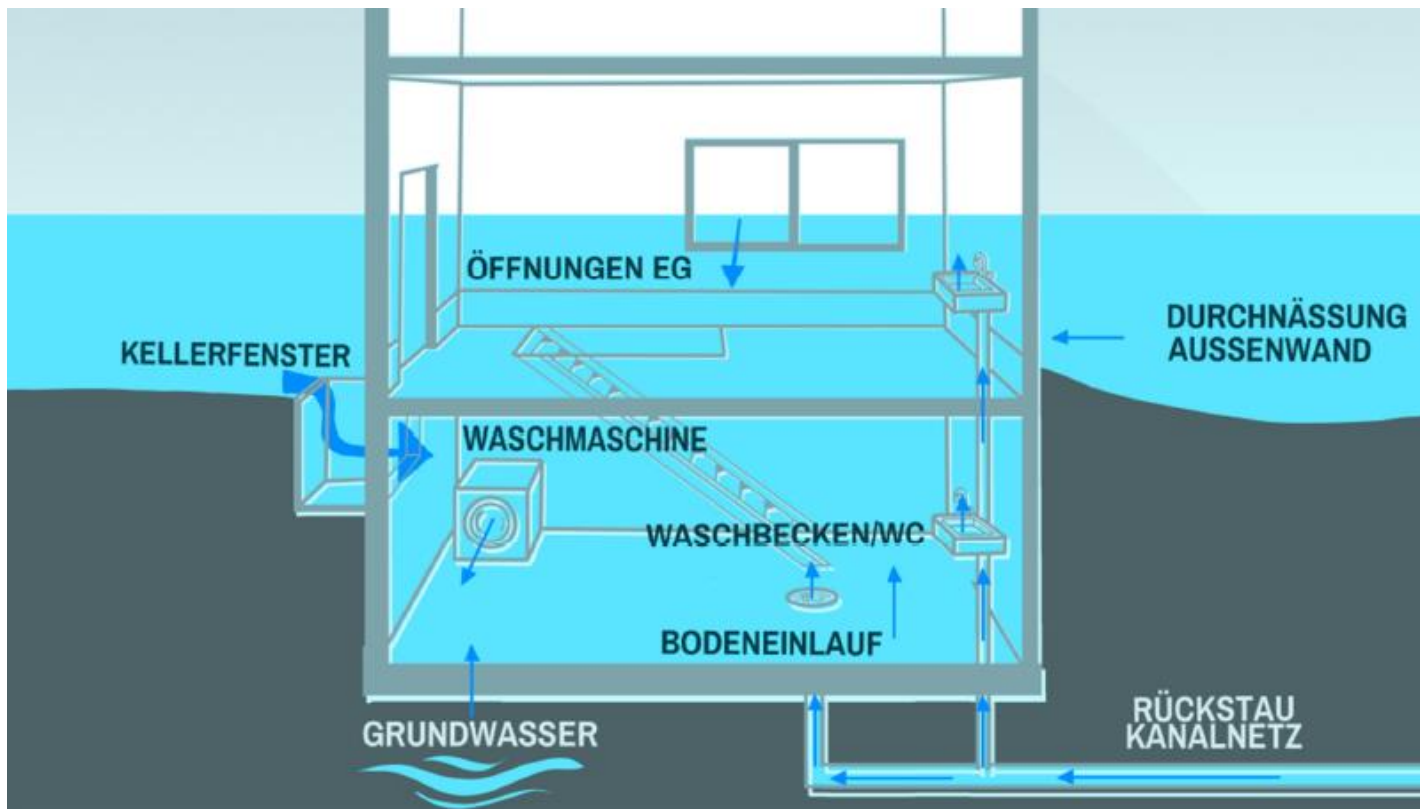 ÖFFNUNGEN EG
DURCHNÄSSUNG
AUSSENWAND
KELLERFENSTER
WASCHMASCHINE
WASCHBECKEN/WC
BODENEINLAUF
GRUNDWASSER
RÜCKSTAU
KANALNETZ